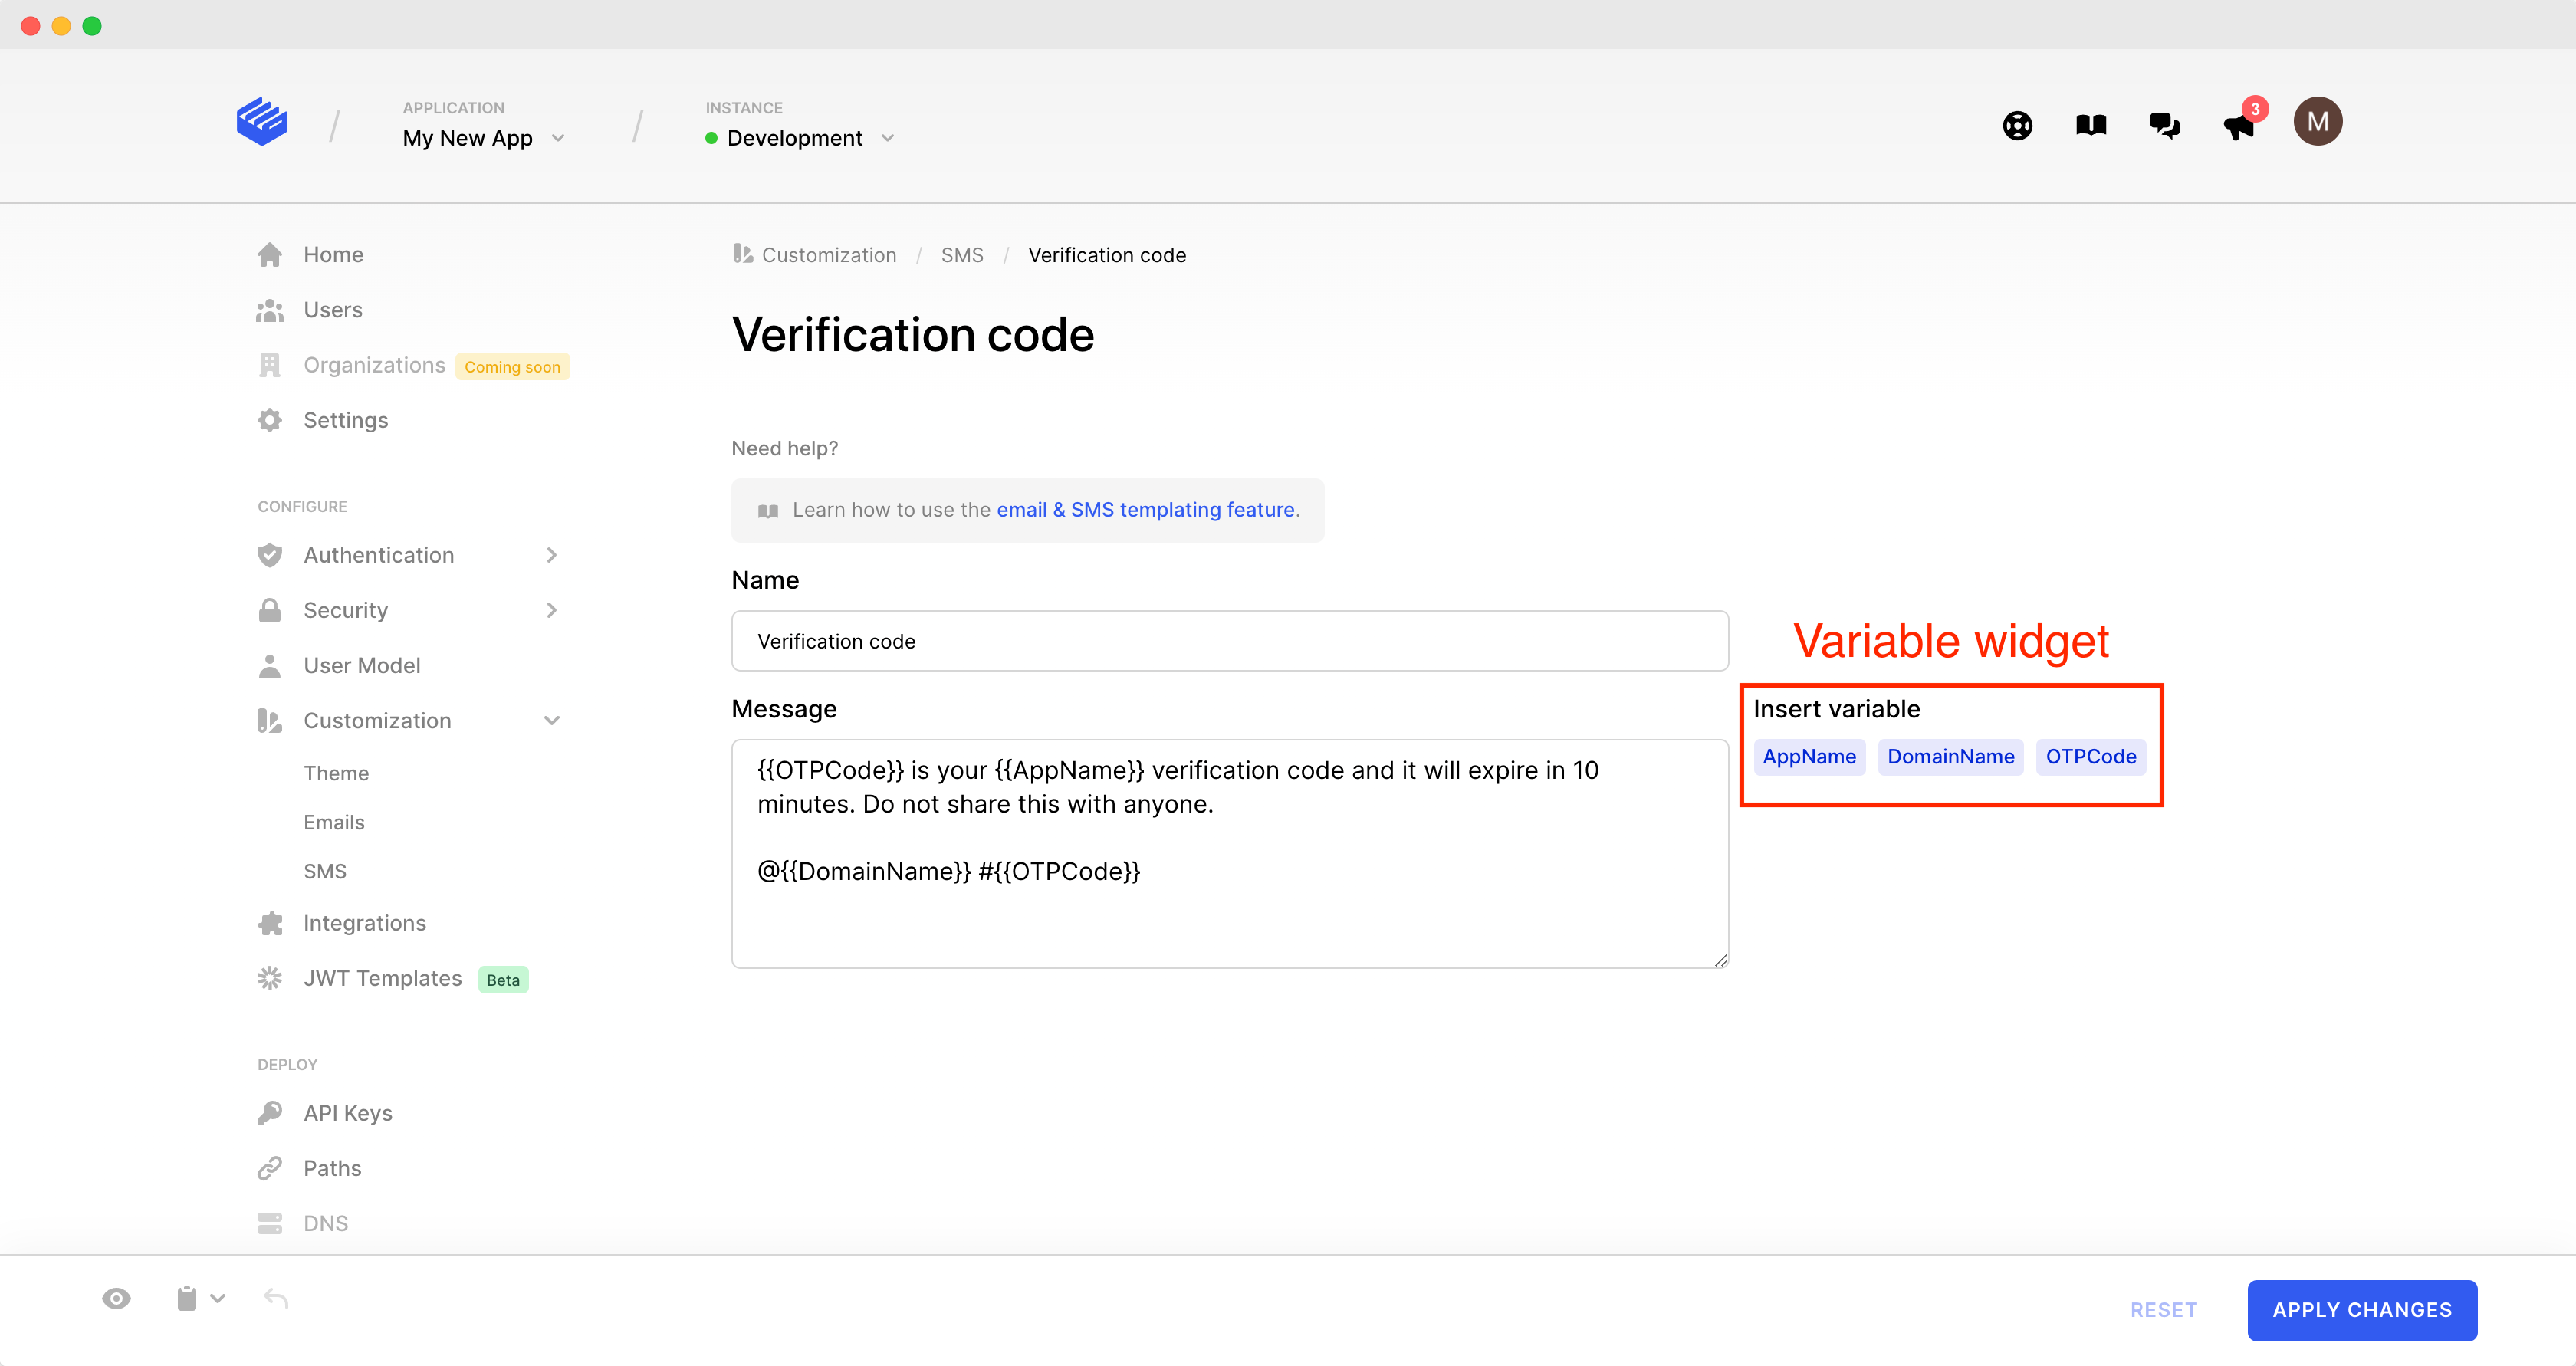 APPLICATION
My New App
INSTANCE
Development
3
M
Home
Users
Organizations Coming soon
Settings
CONFIGURE
Authentication
Security
User Model
Customization
Theme
Emails
SMS
Integrations
JWT Templates Beta
DEPLOY
API Keys
Paths
DNS
Customization / SMS / Verification code
Verification code
Need help?
Learn how to use the email & SMS templating feature.
Name
Verification code
Message
{{OTPCode}} is your {{AppName}} verification code and it will expire in 10
minutes. Do not share this with anyone.
@{{DomainName}} #{{OTPCode}}
Variable widget
Insert variable
AppName DomainName OTPCode
RESET
APPLY CHANGES